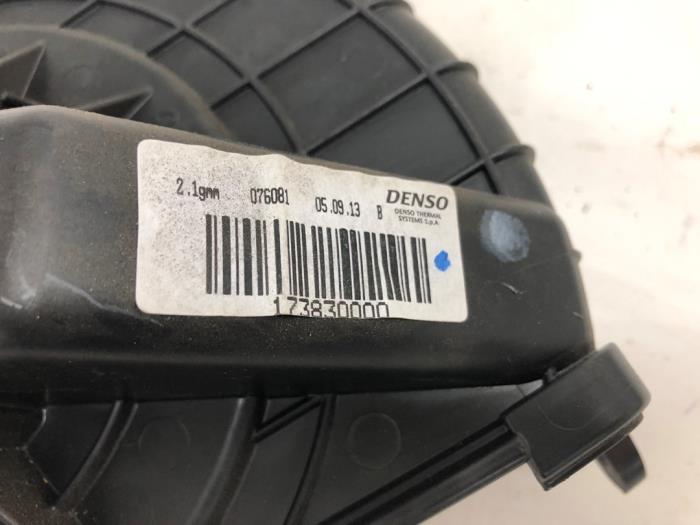 2.1gmm 076081 05.09.13 B DENSO
DENSO THERMAL
SYSTEMS S.p.A
173830000